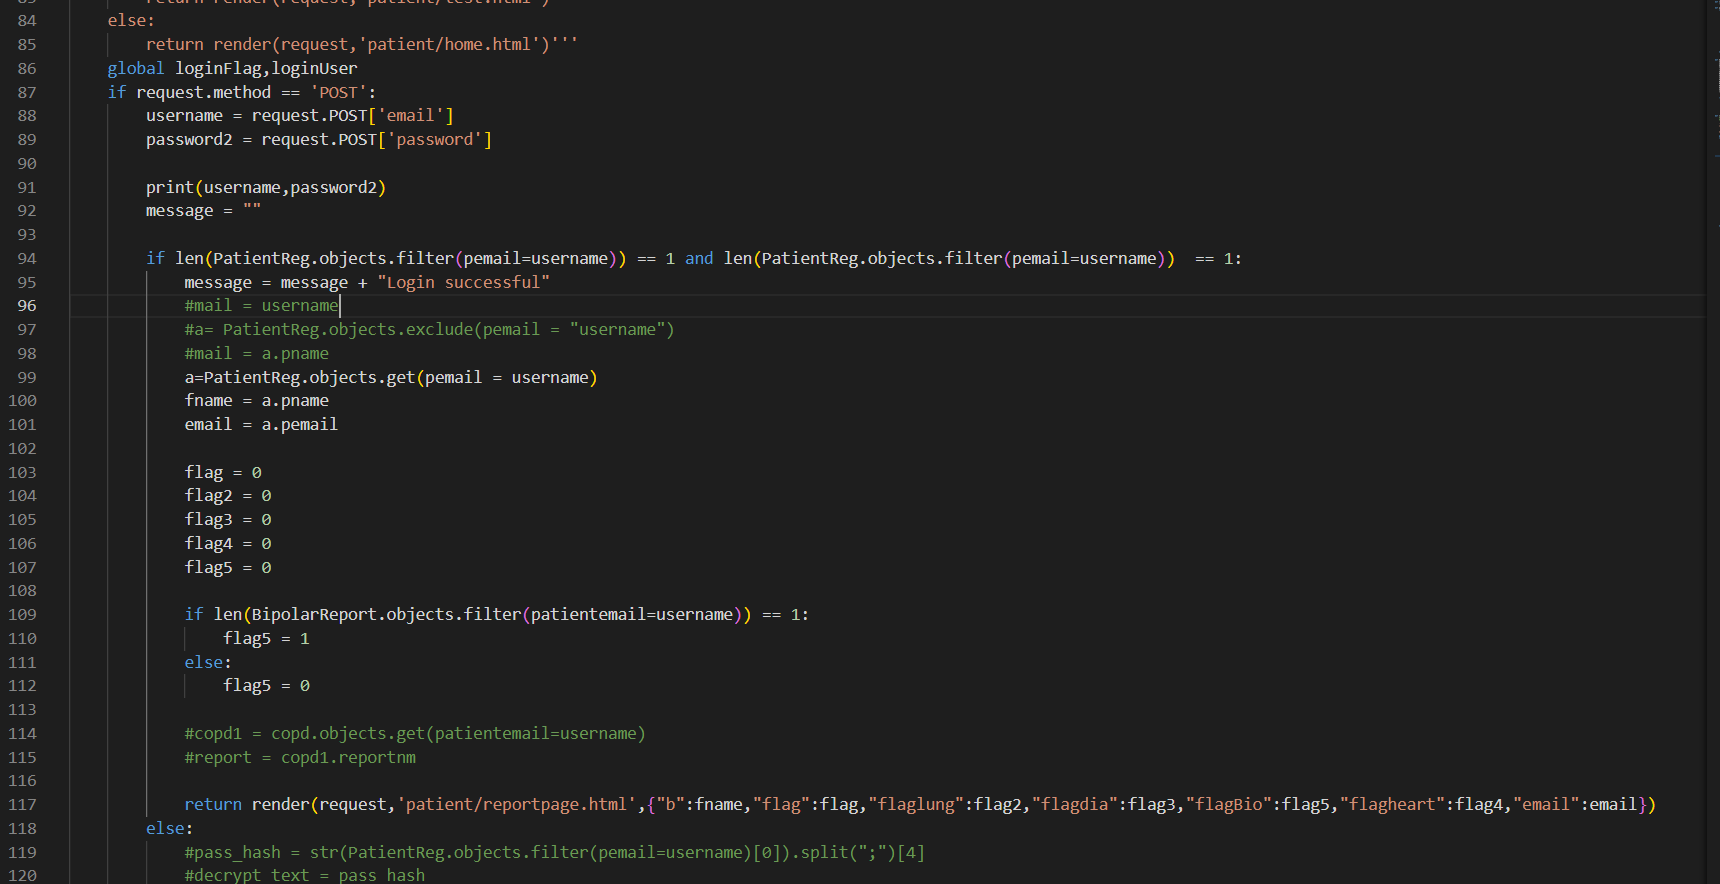 83 return render(request,'patient/test.html')
84 else:
85 return render(request,'patient/home.html')'''
86 global loginFlag,loginUser
87 if request.method == 'POST':
88 username = request.POST['email']
89 password2 = request.POST['password']
90
91 print(username,password2)
92 message = ""
93
94 if len(PatientReg.objects.filter(pemail=username)) == 1 and len(PatientReg.objects.filter(pemail=username))  == 1:
95 message = message + "Login successful"
96 #mail = username
97 #a= PatientReg.objects.exclude(pemail = "username")
98 #mail = a.pname
99 a=PatientReg.objects.get(pemail = username)
100 fname = a.pname
101 email = a.pemail
102
103 flag = 0
104 flag2 = 0
105 flag3 = 0
106 flag4 = 0
107 flag5 = 0
108
109 if len(BipolarReport.objects.filter(patientemail=username)) == 1:
110 flag5 = 1
111 else:
112 flag5 = 0
113
114 #copd1 = copd.objects.get(patientemail=username)
115 #report = copd1.reportnm
116
117 return render(request,'patient/reportpage.html',{"b":fname,"flag":flag,"flaglung":flag2,"flagdia":flag3,"flagBio":flag5,"flagheart":flag4,"email":email})
118 else:
119 #pass_hash = str(PatientReg.objects.filter(pemail=username)[0]).split(";")[4]
120 #decrypt_text = pass_hash